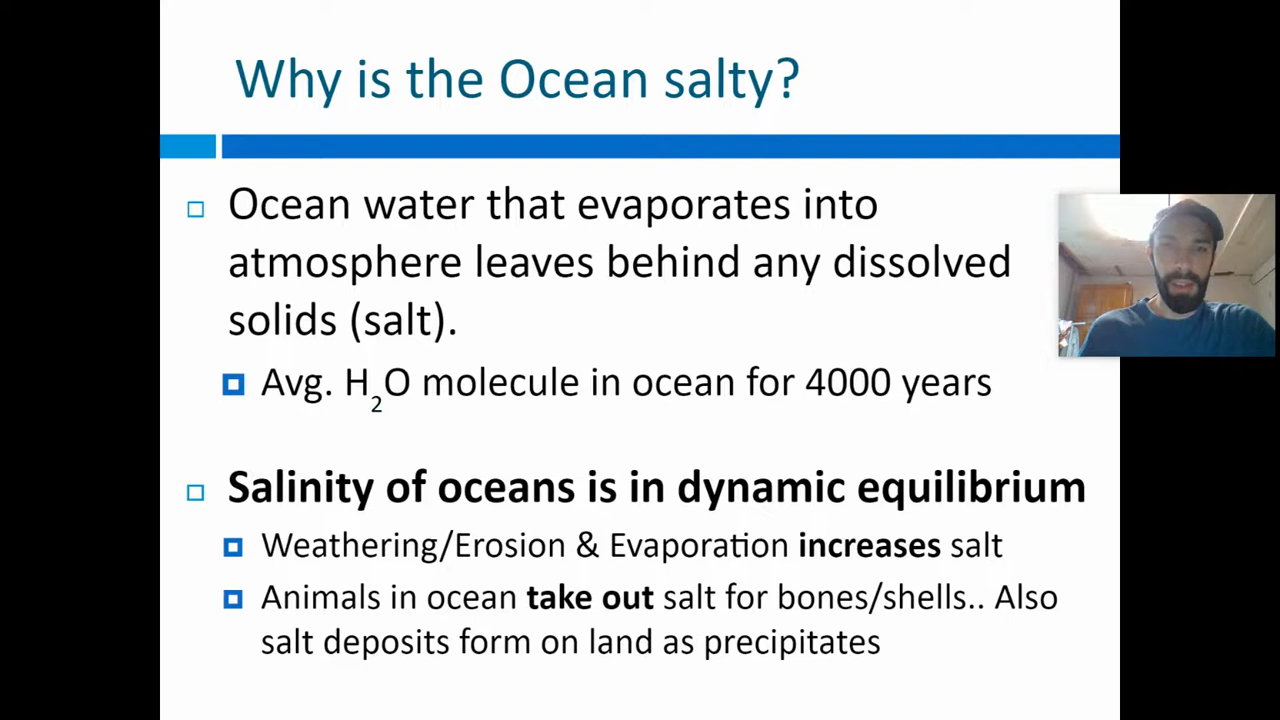 Why is the Ocean salty?
Ocean water that evaporates into
atmosphere leaves behind any dissolved
solids (salt).
Avg. H₂O molecule in ocean for 4000 years
Salinity of oceans is in dynamic equilibrium
Weathering/Erosion & Evaporation increases salt
Animals in ocean take out salt for bones/shells.. Also
salt deposits form on land as precipitates